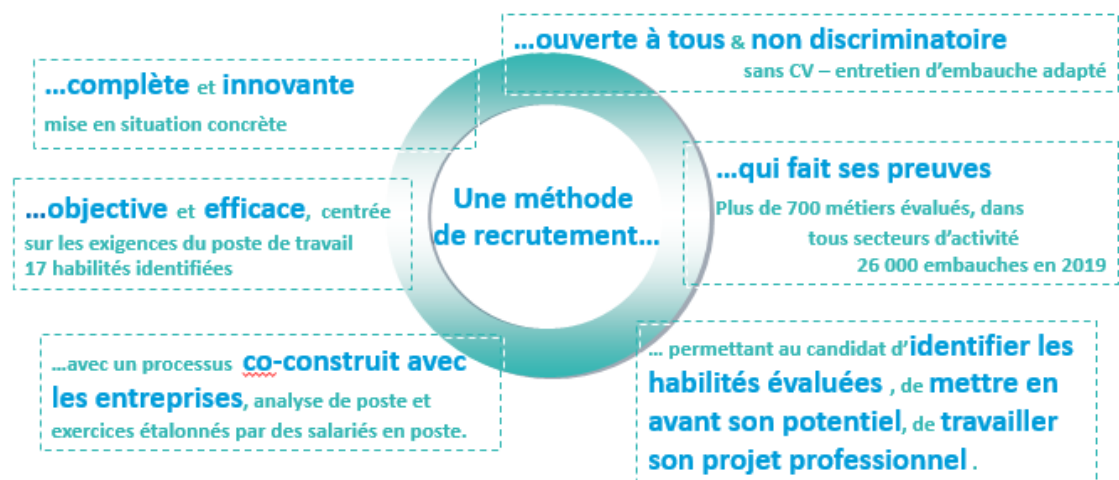 Une méthode
de recrutement…
…ouverte à tous & non discriminatoire
sans CV – entretien d’embauche adapté
…complète et innovante
mise en situation concrète
…qui fait ses preuves
Plus de 700 métiers évalués, dans
tous secteurs d’activité
26 000 embauches en 2019
…objective et efficace, centrée
sur les exigences du poste de travail
17 habilités identifiées
… permettant au candidat d’identifier les
habilités évaluées , de mettre en
avant son potentiel, de travailler
son projet professionnel .
…avec un processus co-construit avec
les entreprises, analyse de poste et
exercices étalonnés par des salariés en poste.